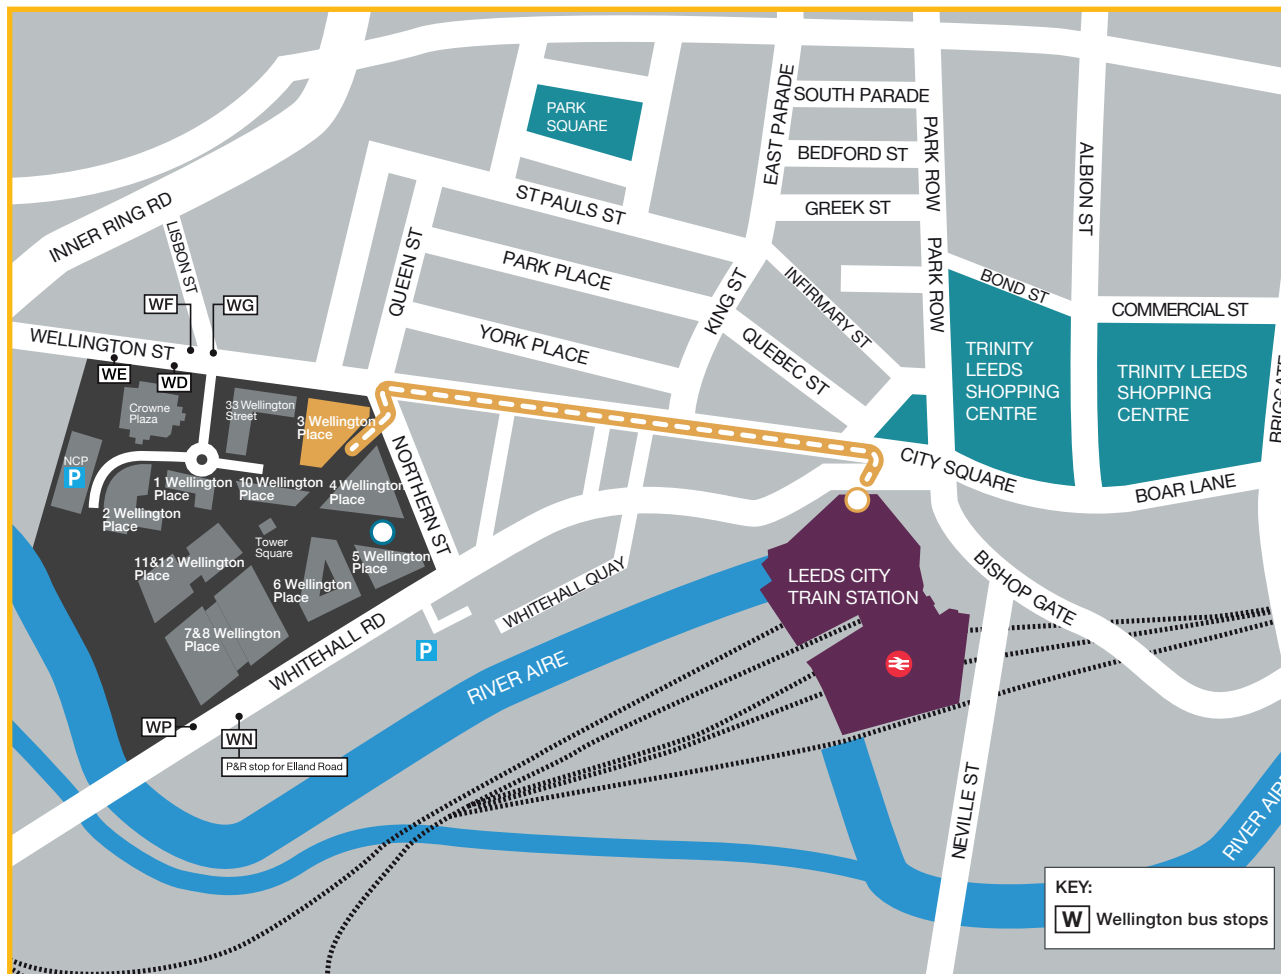 PARK
SQUARE
SOUTH PARADE
EAST PARADE
PARK ROW
BEDFORD ST
ALBION ST
GREEK ST
ST PAULS ST
INNER RING RD
LISBON ST
QUEEN ST
PARK PLACE
KING ST
INFIRMARY ST
PARK ROW
BOND ST
COMMERCIAL ST
WF
WG
WELLINGTON ST
WE
WD
YORK PLACE
QUEBEC ST
TRINITY
LEEDS
SHOPPING
CENTRE
TRINITY LEEDS
SHOPPING
CENTRE
BRIGGATE
Crowne
Plaza
33 Wellington
Street
3 Wellington
Place
NCP
P
1 Wellington
Place
10 Wellington
Place
4 Wellington
Place
NORTHERN ST
CITY SQUARE
BOAR LANE
2 Wellington
Place
Tower
Square
11&12 Wellington
Place
5 Wellington
Place
6 Wellington
Place
7&8 Wellington
Place
WHITEHALL QUAY
LEEDS CITY
TRAIN STATION
BISHOP GATE
WHITEHALL RD
P
RIVER AIRE
WP
WN
P&R stop for Elland Road
NEVILLE ST
RIVER AIRE
KEY:
W Wellington bus stops